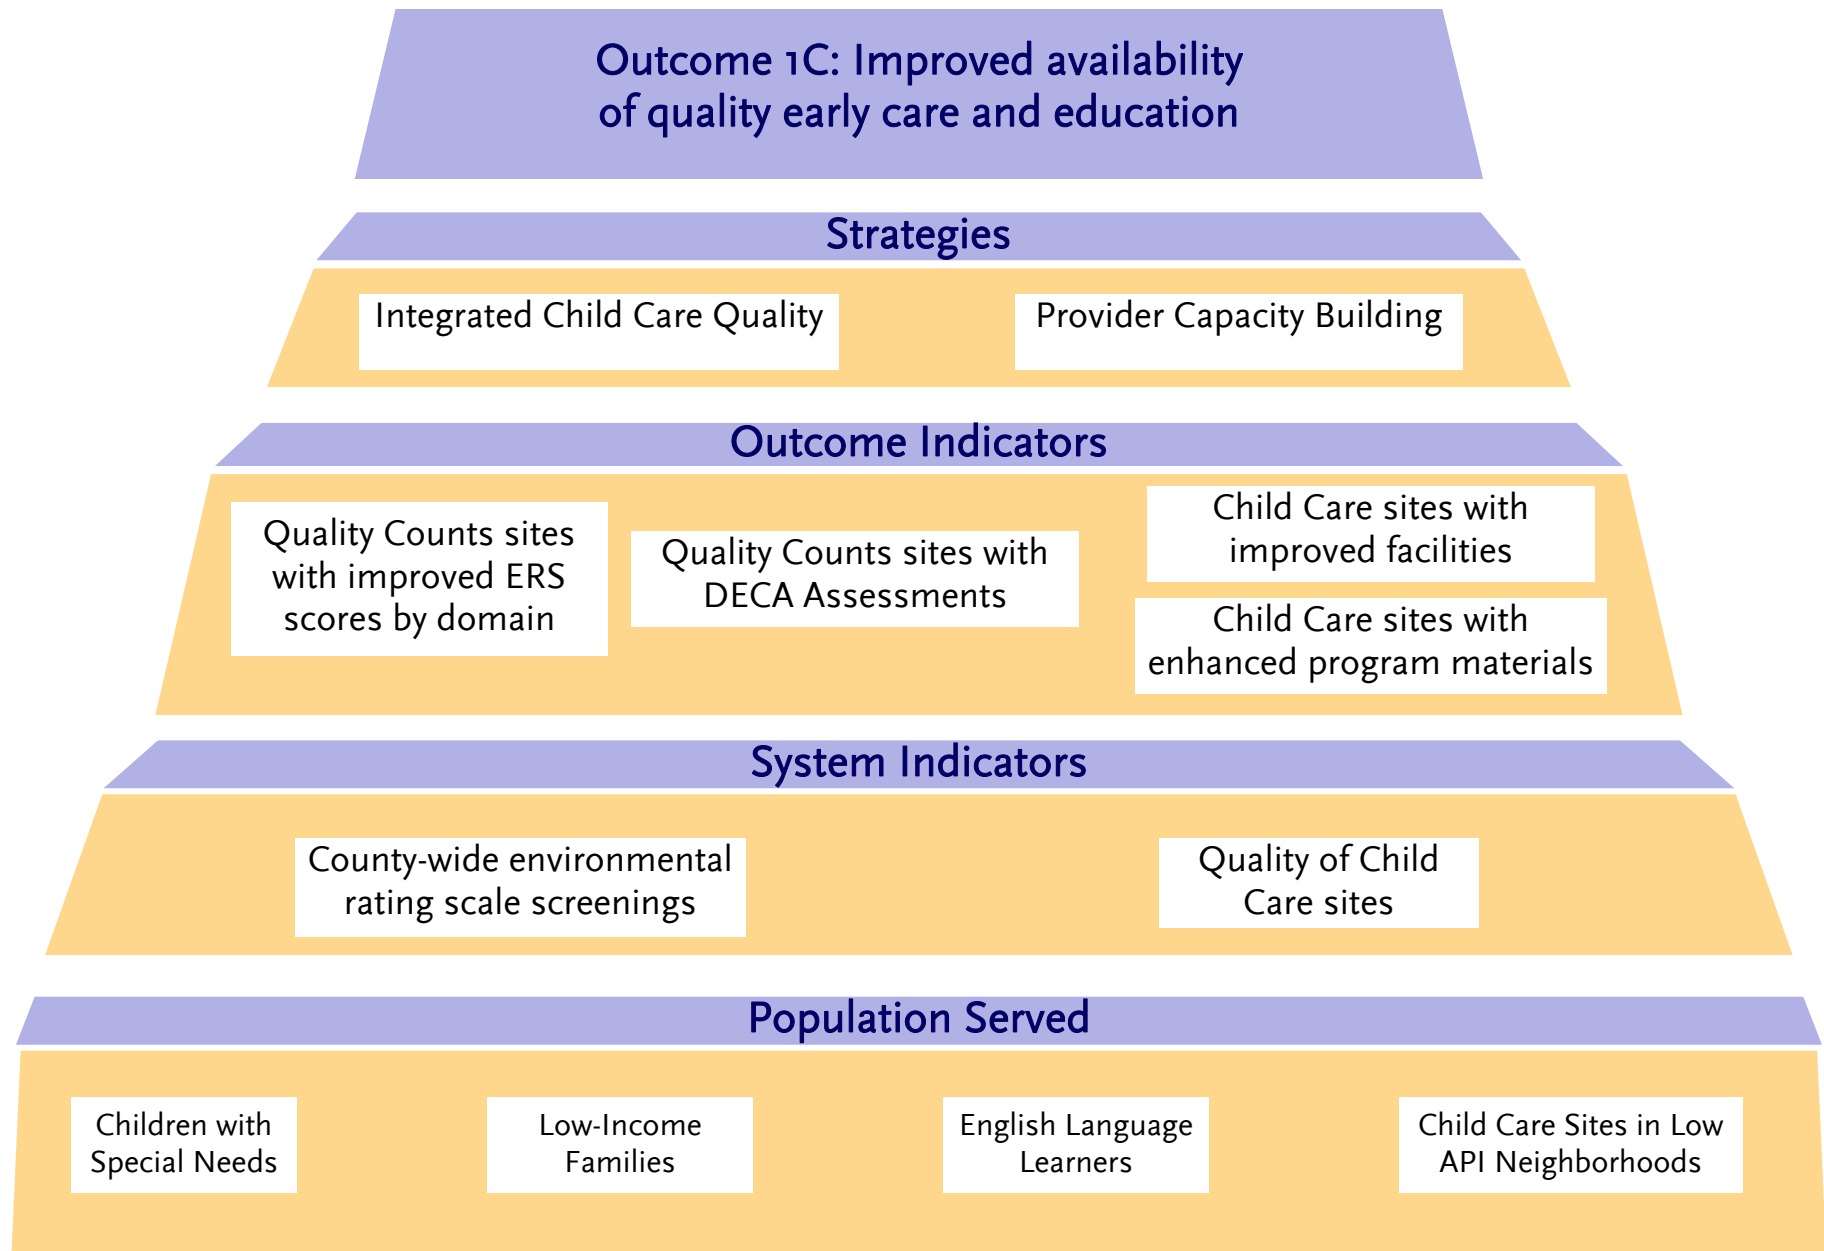 Outcome 1C: Improved availability
of quality early care and education
Strategies
Integrated Child Care Quality
Provider Capacity Building
Outcome Indicators
Quality Counts sites
with improved ERS
scores by domain
Quality Counts sites with
DECA Assessments
Child Care sites with
improved facilities
Child Care sites with
enhanced program materials
System Indicators
County-wide environmental
rating scale screenings
Quality of Child
Care sites
Population Served
Children with
Special Needs
Low-Income
Families
English Language
Learners
Child Care Sites in Low
API Neighborhoods